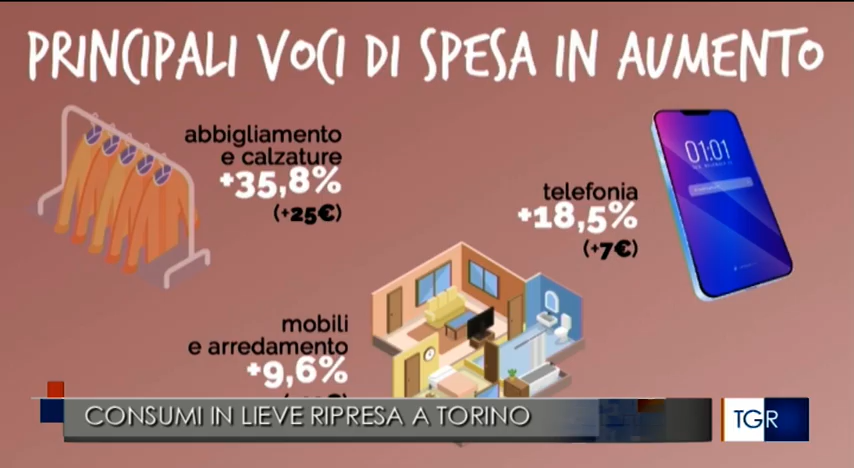 PRINCIPALI VOCI DI SPESA IN AUMENTO
abbigliamento
e calzature
+35,8%
(+25€)
01:01
telefonia
+18,5%
(+7€)
mobili
e arredamento
+9,6%
CONSUMI IN LIEVE RIPRESA A TORINO
TGR